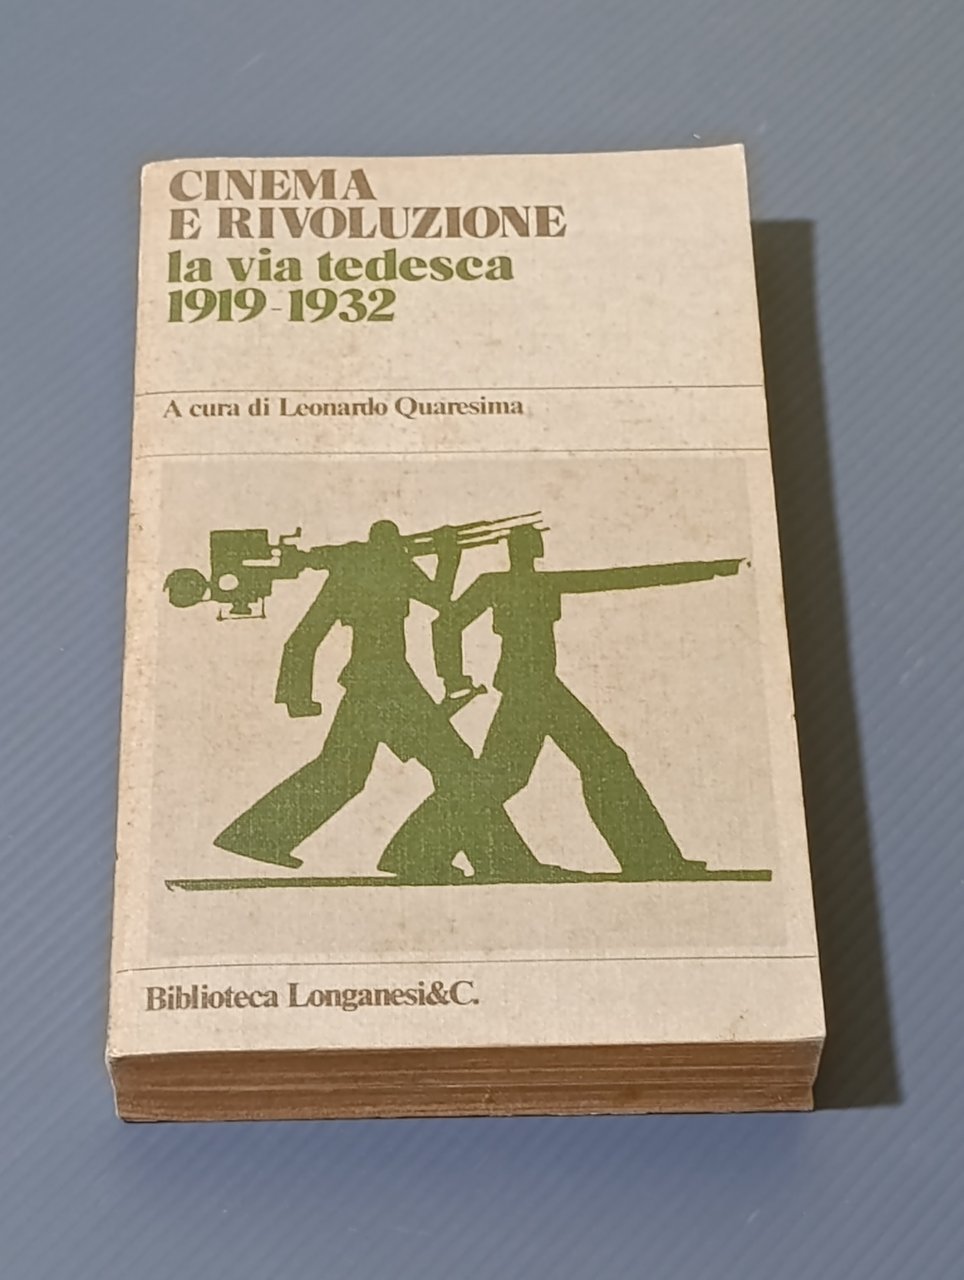 CINEMA
E RIVOLUZIONE
la via tedesca
1919-1932
A cura di Leonardo Quaresima
Biblioteca Longanesi&C.